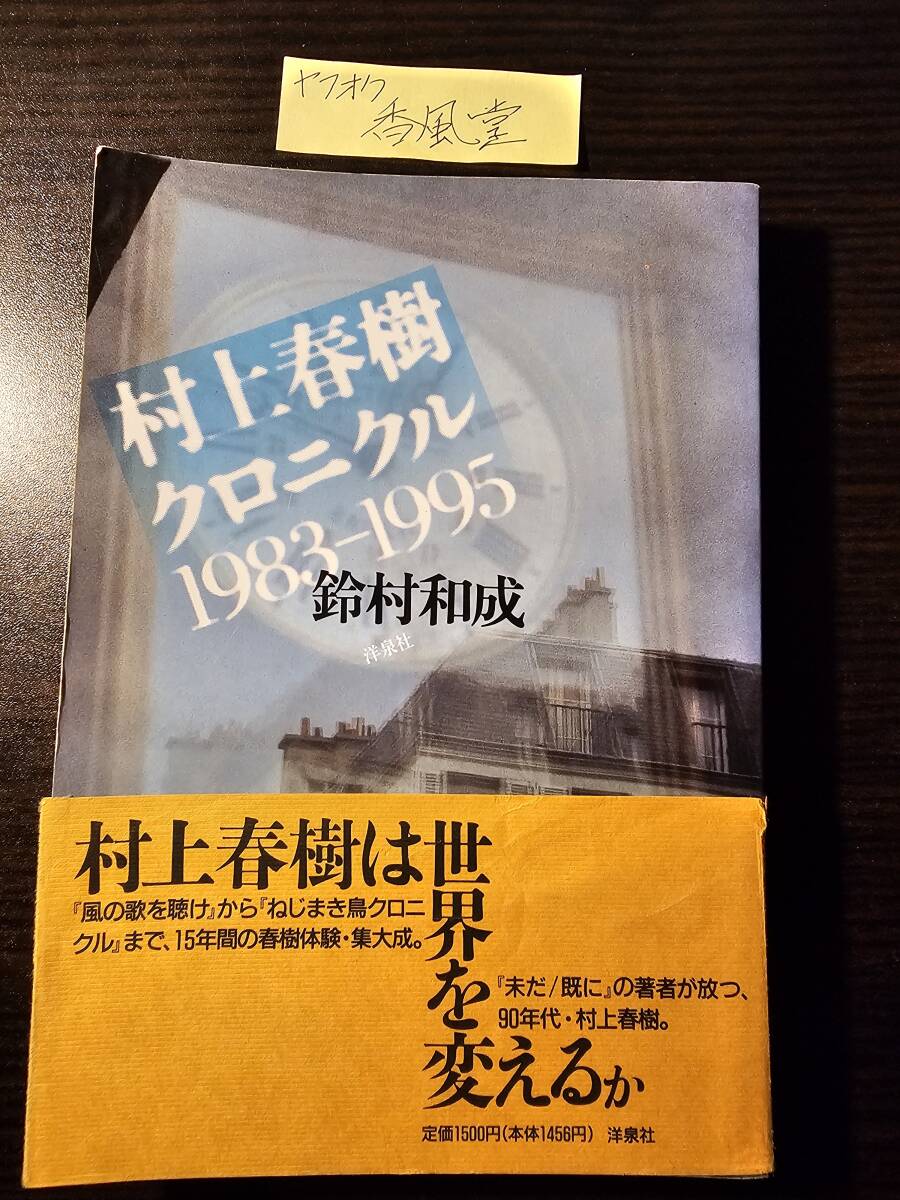 ヤフオク
香風堂
村上春樹
クロニクル
1983-1995
鈴村和成
洋泉社
村上春樹は世界を変えるか
『風の歌を聴け』から『ねじまき鳥クロニ
クル』まで、15年間の春樹体験・集大成。
『未だ/既に』の著者が放つ、
90年代・村上春樹。
定価1500円(本体1456円) 洋泉社